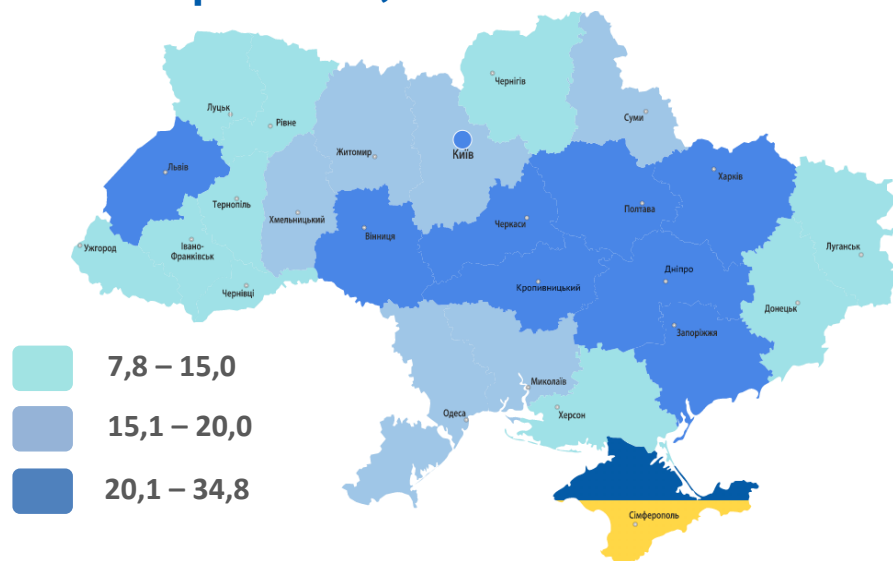 Чернігів
Луцьк
Рівне
Суми
Житомир
Київ
Львів
Харків
Тернопіль
Хмельницький
Вінниця
Черкаси
Полтава
Ужгород
Івано-
Франківськ
Чернівці
Кропивницький
Дніпро
Луганськ
Донецьк
Запоріжжя
Миколаїв
Одеса
Херсон
Сімферополь
7,8 – 15,0
15,1 – 20,0
20,1 – 34,8